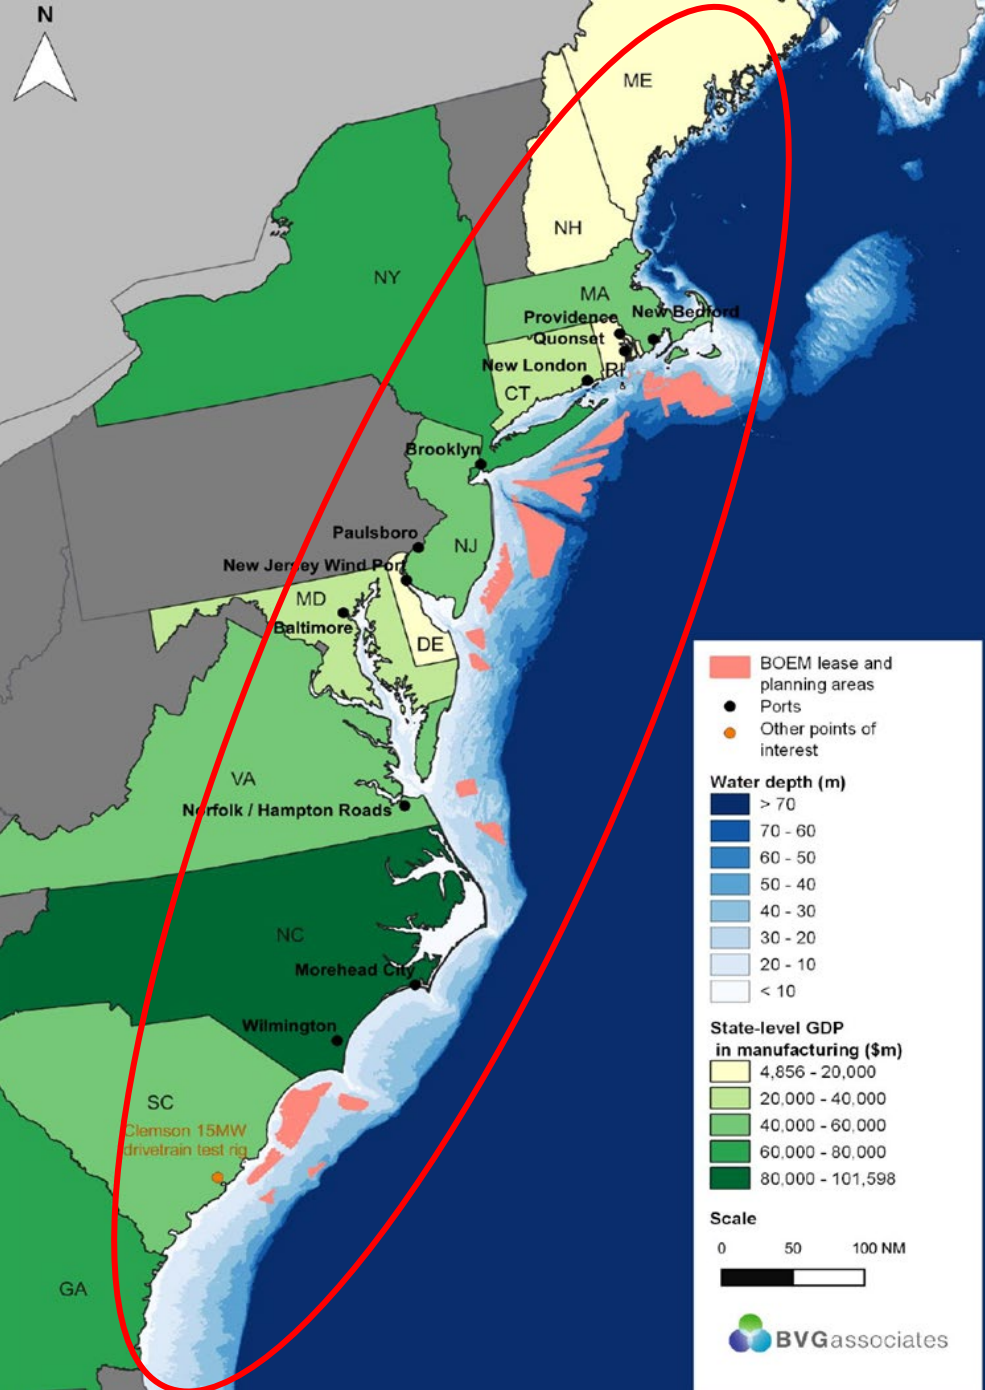 N
ME
NH
NY
MA
Providence
New Bedford
Quonset
New London
RI
CT
Brooklyn
Paulsboro
NJ
New Jersey Wind Port
MD
Baltimore
DE
VA
Norfolk / Hampton Roads
NC
Morehead City
Wilmington
SC
Clemson 15MW
drivetrain test rig
GA
BOEM lease and
planning areas
Ports
Other points of
interest
Water depth (m)
> 70
70 - 60
60 - 50
50 - 40
40 - 30
30 - 20
20 - 10
< 10
State-level GDP
in manufacturing ($m)
4,856 - 20,000
20,000 - 40,000
40,000 - 60,000
60,000 - 80,000
80,000 - 101,598
Scale
0 50 100 NM
BVGassociates